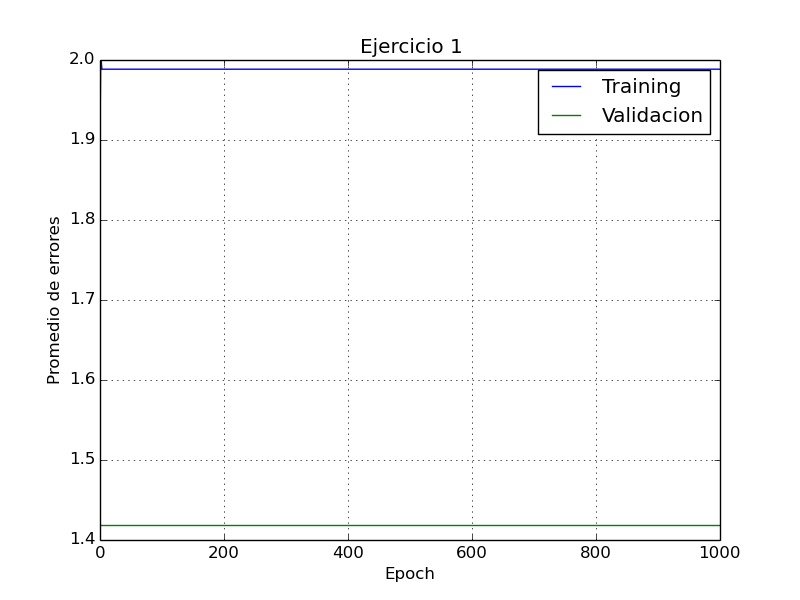 Ejercicio 1
2.0
1.9
1.8
1.7
1.6
1.5
1.4
Promedio de errores
Training
Validacion
0 200 400 600 800 1000
Epoch